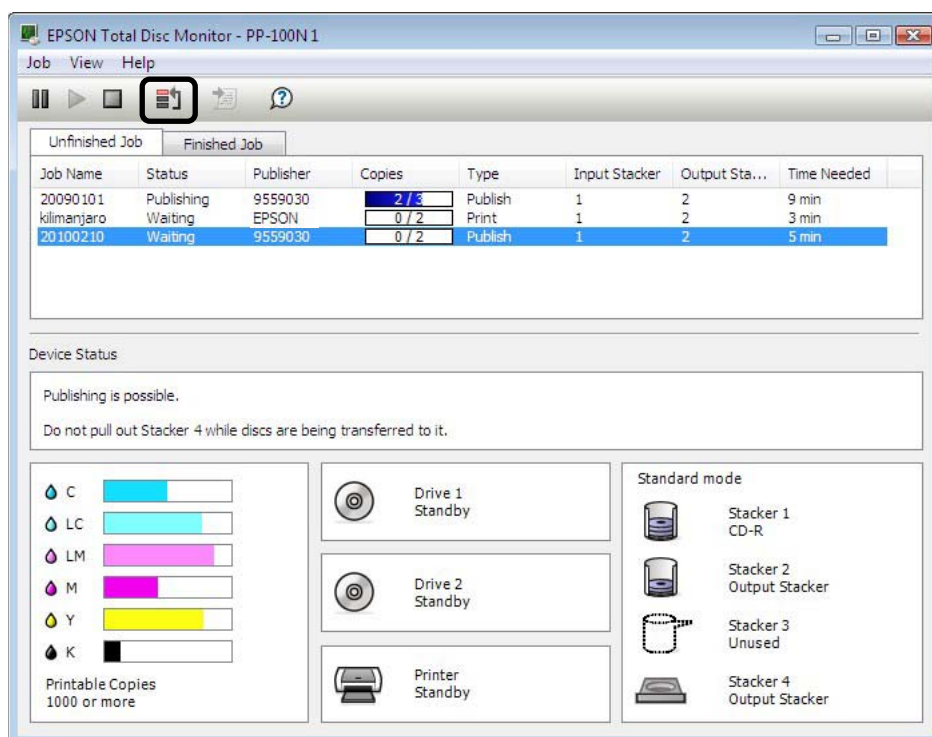 EPSON Total Disc Monitor - PP-100N 1
Job View Help
Unfinished Job Finished Job
Job Name Status Publisher Copies Type Input Stacker Output Sta... Time Needed
20090101 Publishing 9559030 2 / 3 Publish 1 2 9 min
kilimanjaro Waiting EPSON 0 / 2 Print 1 2 3 min
20100210 Waiting 9559030 0 / 2 Publish 1 2 5 min
Device Status
Publishing is possible.
Do not pull out Stacker 4 while discs are being transferred to it.
C
LC
LM
M
Y
K
Printable Copies
1000 or more
Drive 1
Standby
Drive 2
Standby
Printer
Standby
Standard mode
Stacker 1
CD-R
Stacker 2
Output Stacker
Stacker 3
Unused
Stacker 4
Output Stacker